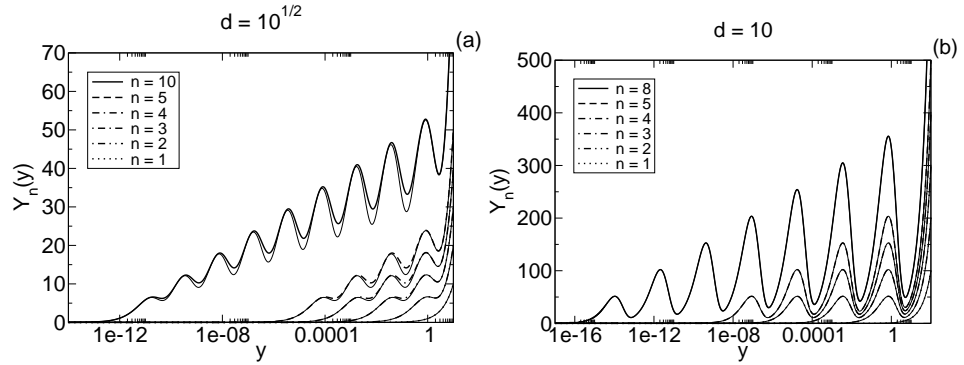 d = 10^1/2
(a)
70
60
50
40
30
20
10
0
Y_n(y)
n = 10
n = 5
n = 4
n = 3
n = 2
n = 1
1e-12
1e-08
0.0001
1
y
d = 10
(b)
500
400
300
200
100
0
Y_n(y)
n = 8
n = 5
n = 4
n = 3
n = 2
n = 1
1e-16
1e-12
1e-08
0.0001
1
y